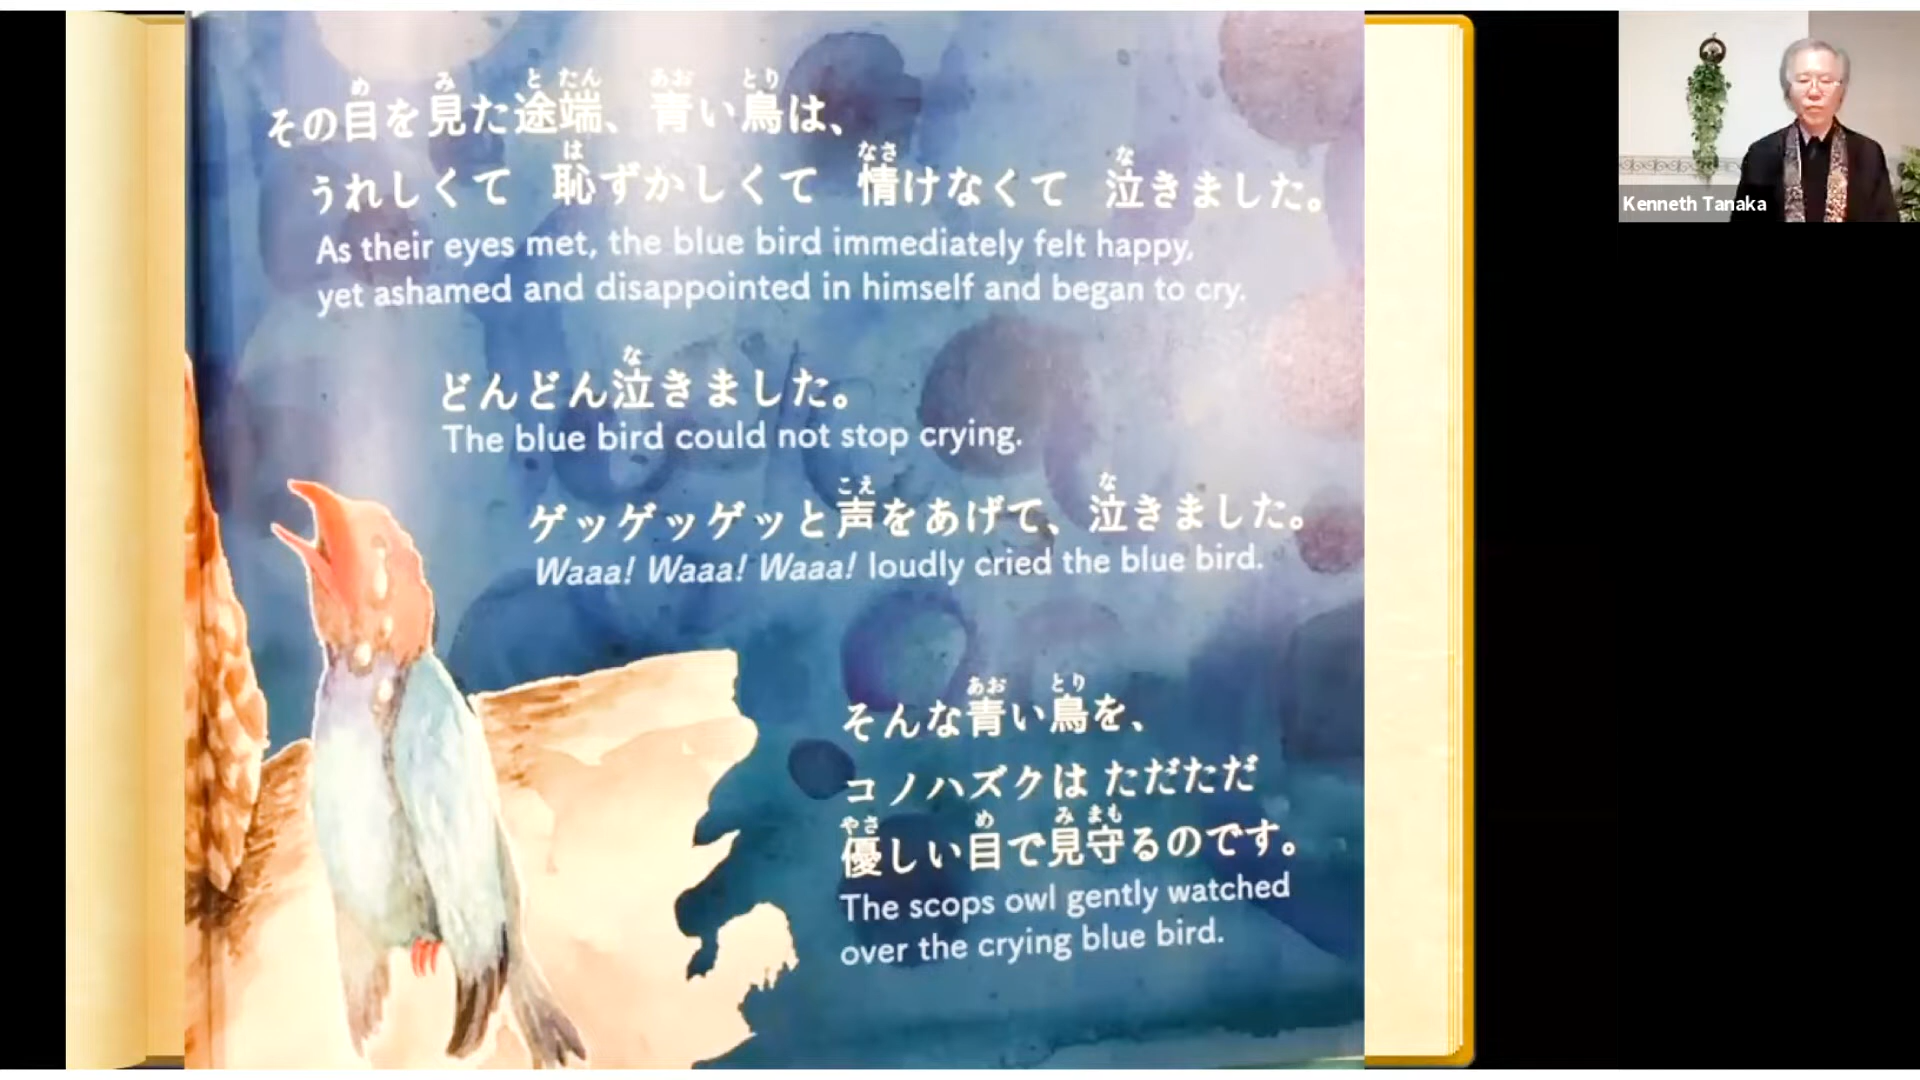 その目を見た途端、青い鳥は、
うれしくて 恥ずかしくて 情けなくて 泣きました。
As their eyes met, the blue bird immediately felt happy,
yet ashamed and disappointed in himself and began to cry.
どんどん泣きました。
The blue bird could not stop crying.
ゲッゲッゲッと声をあげて、泣きました。
Waaa! Waaa! Waaa! loudly cried the blue bird.
そんな青い鳥を、
コノハズクは ただただ
優しい目で見守るのです。
The scops owl gently watched
over the crying blue bird.
Kenneth Tanaka